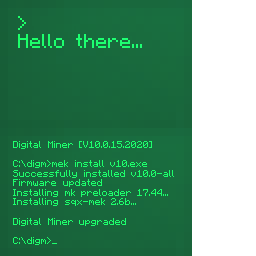 >
Hello there...
Digital Miner [V10.0.15.2020]
C:\digm>mek install v10.exe
Successfully installed v10.0-all
Firmware updated
Installing mk preloader 17.44...
Installing sqx-mek 2.6b...
Digital Miner upgraded
C:\digm>_